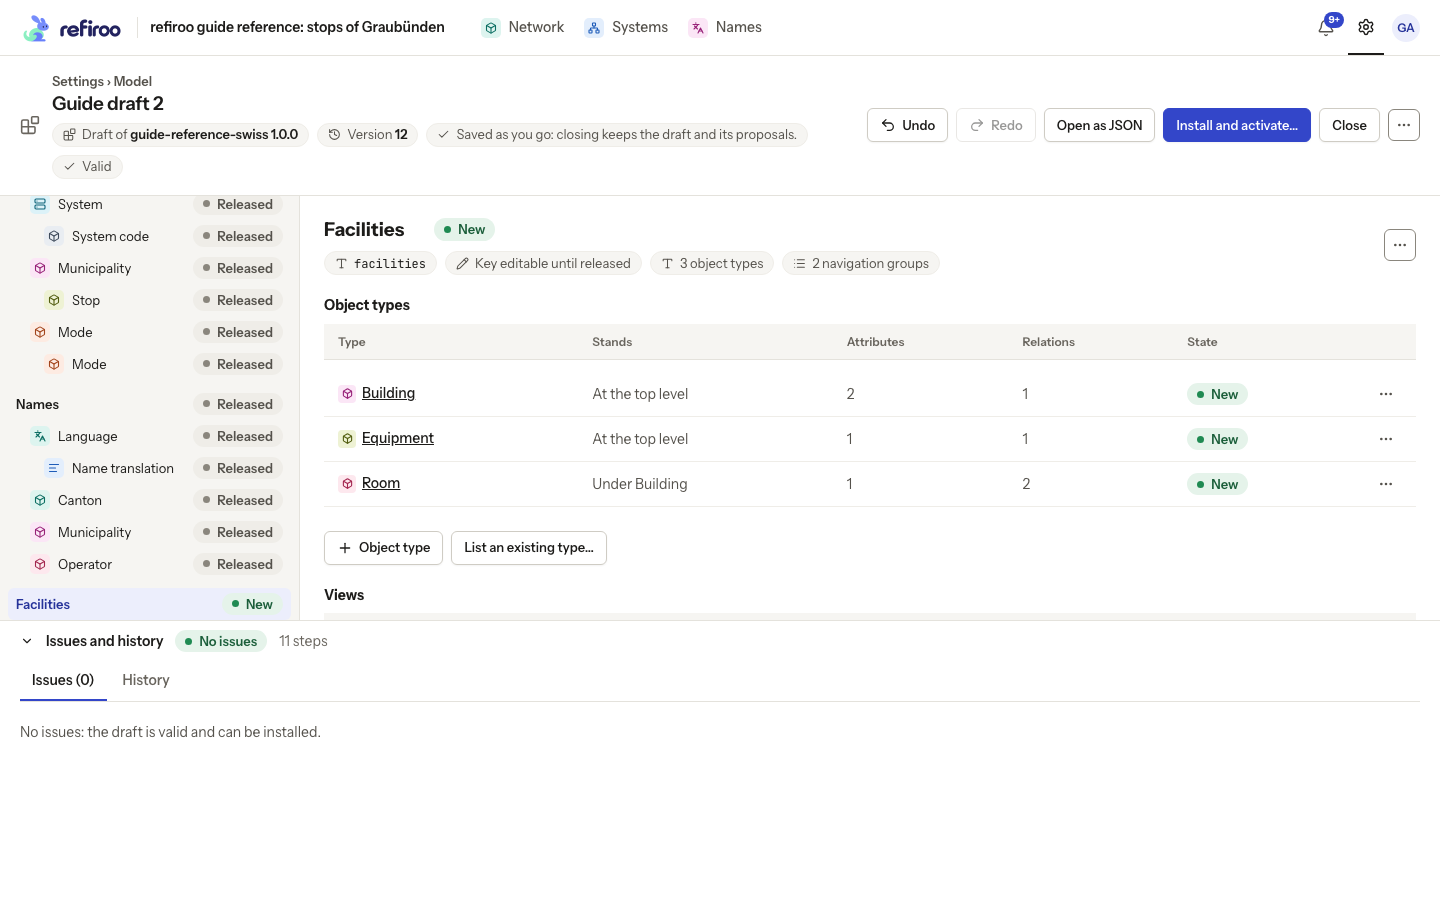 refiroo
refiroo guide reference: stops of Graubünden
Network
Systems
Names
9+
GA
Settings › Model
Guide draft 2
Draft of guide-reference-swiss 1.0.0
Version 12
Saved as you go: closing keeps the draft and its proposals.
Valid
Undo
Redo
Open as JSON
Install and activate...
Close
System Released
System code Released
Municipality Released
Stop Released
Mode Released
Mode Released
Names Released
Language Released
Name translation Released
Canton Released
Municipality Released
Operator Released
Facilities New
Facilities New
facilities
Key editable until released
3 object types
2 navigation groups
Object types
Type Stands Attributes Relations State
Building At the top level 2 1 New
Equipment At the top level 1 1 New
Room Under Building 1 2 New
Object type
List an existing type...
Views
Issues and history No issues 11 steps
Issues (0) History
No issues: the draft is valid and can be installed.